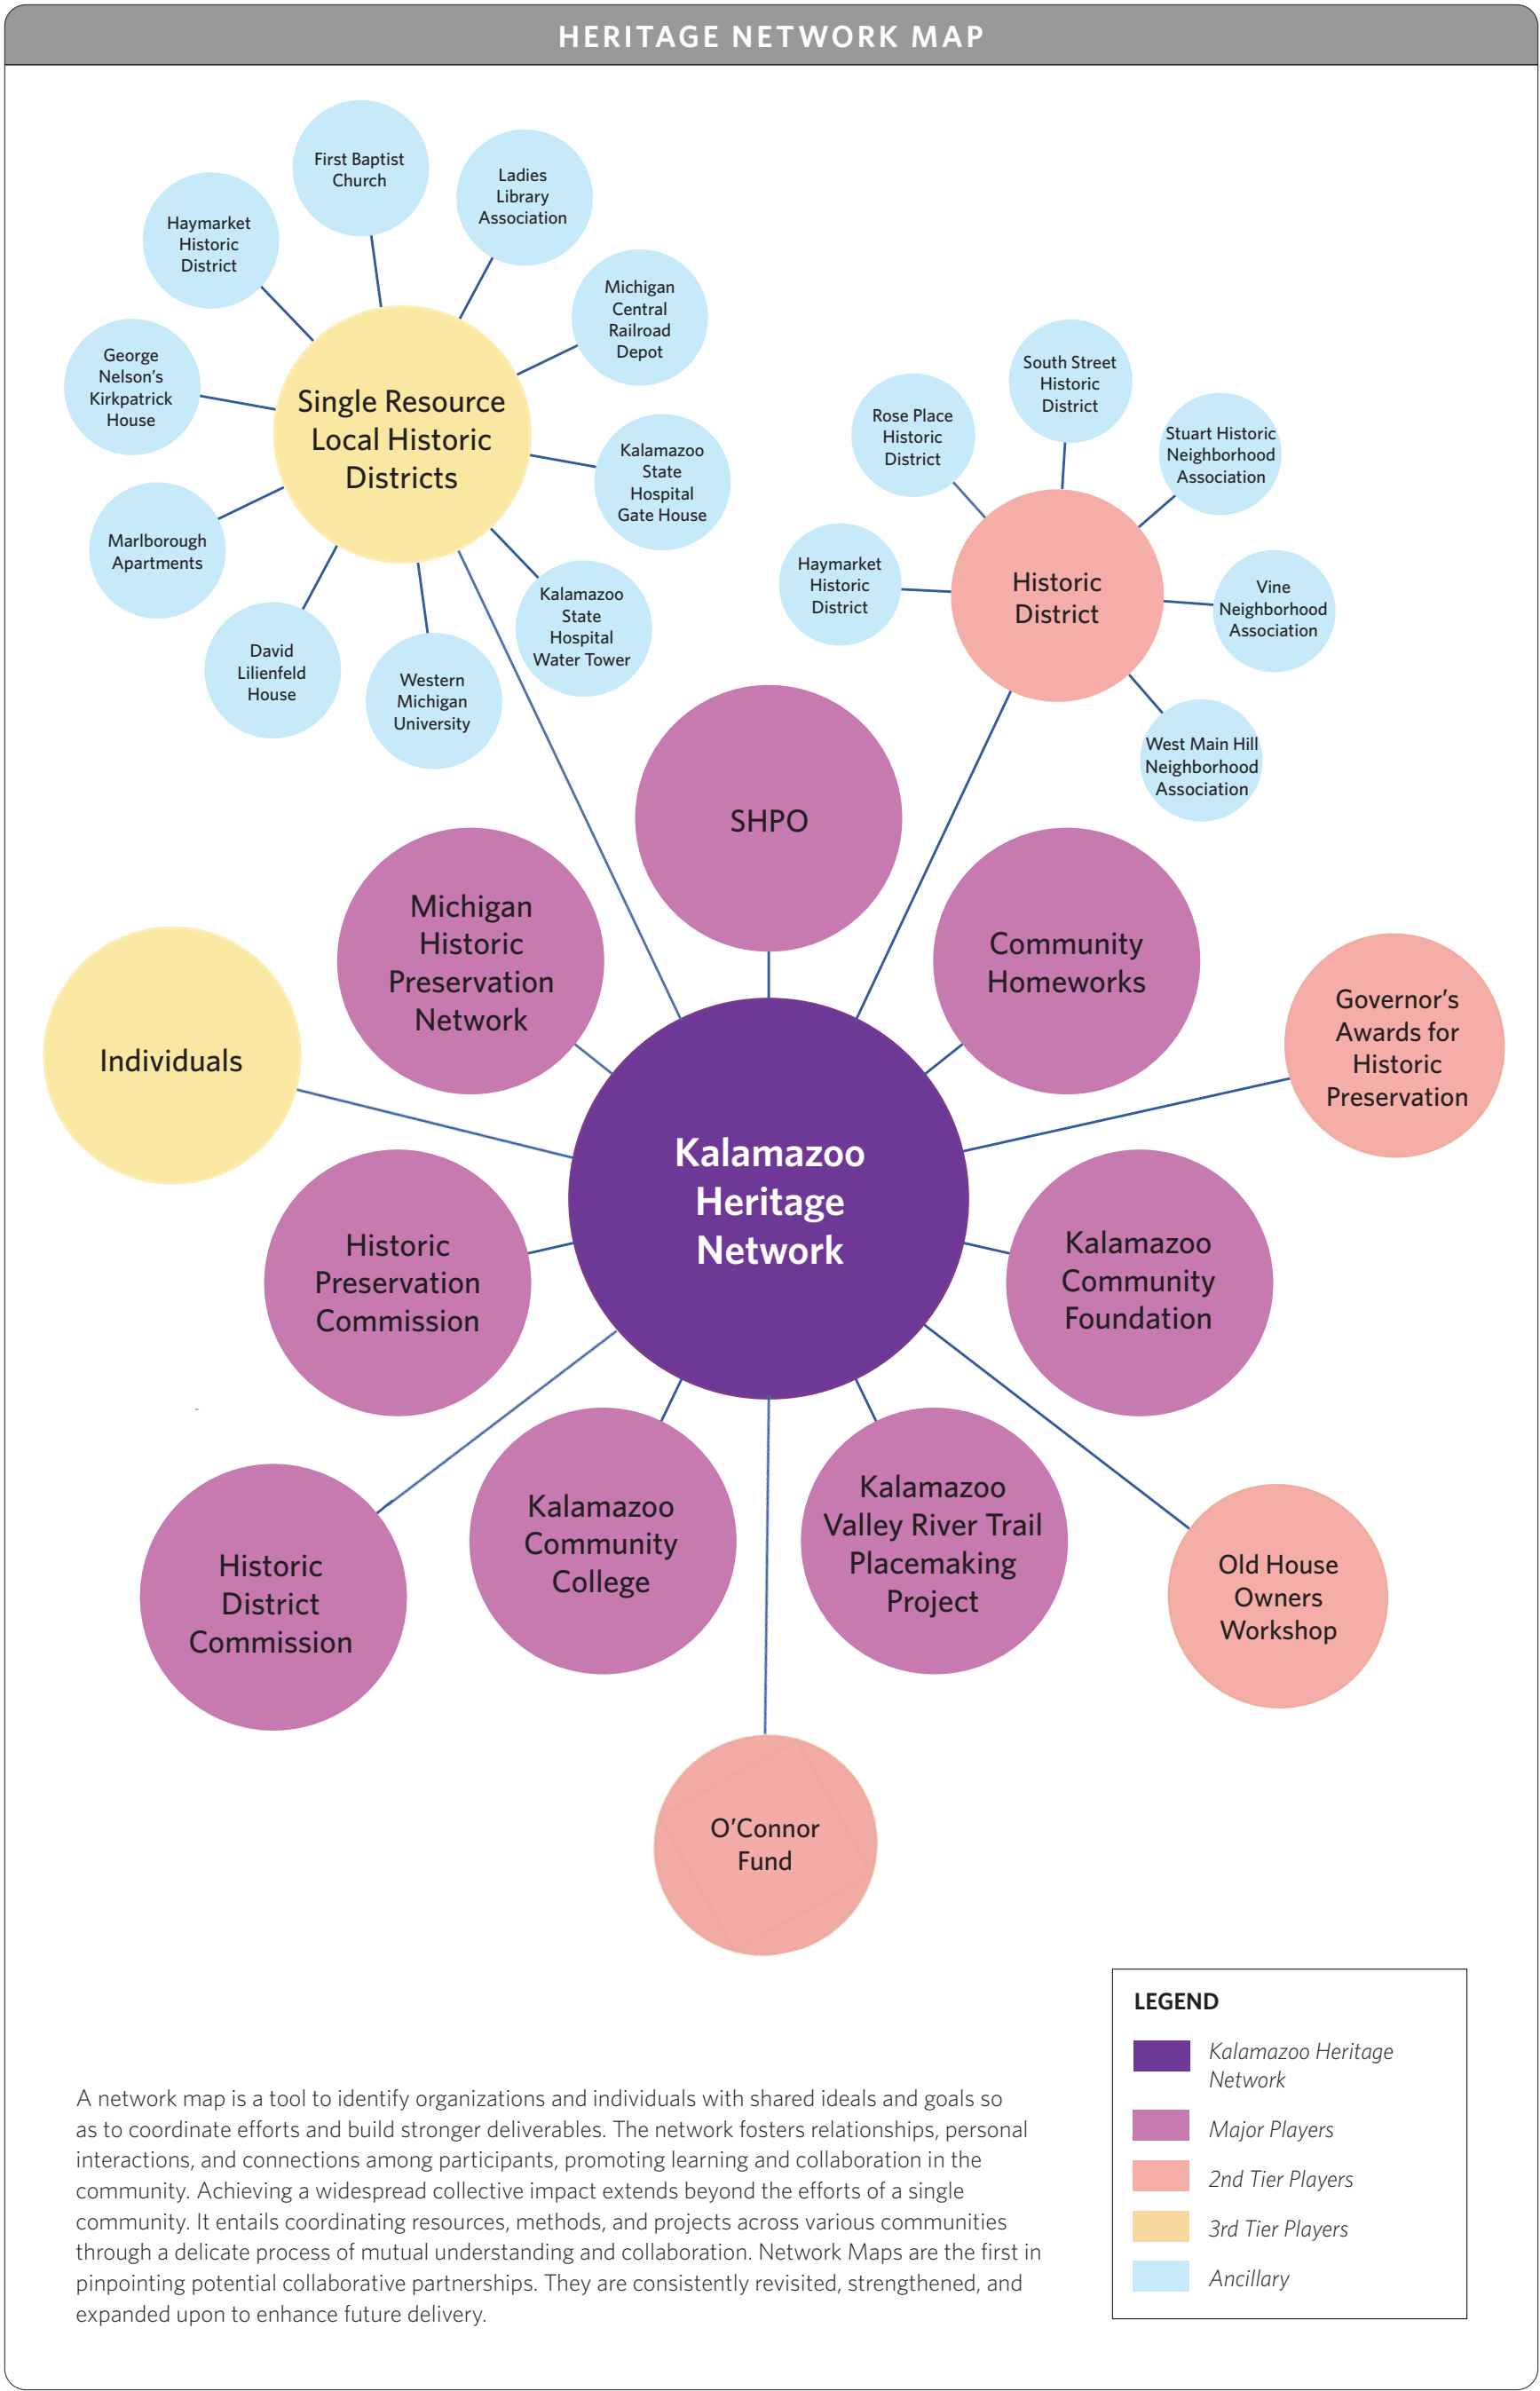 HERITAGE NETWORK MAP
First Baptist
Church
Ladies
Library
Association
Haymarket
Historic
District
Michigan
Central
Railroad
Depot
George
Nelson's
Kirkpatrick
House
Single Resource
Local Historic
Districts
Kalamazoo
State
Hospital
Gate House
Marlborough
Apartments
Kalamazoo
State
Hospital
Water Tower
David
Lilienfeld
House
Western
Michigan
University
South Street
Historic
District
Rose Place
Historic
District
Stuart Historic
Neighborhood
Association
Haymarket
Historic
District
Historic
District
Vine
Neighborhood
Association
West Main Hill
Neighborhood
Association
SHPO
Michigan
Historic
Preservation
Network
Community
Homeworks
Individuals
Governor's
Awards for
Historic
Preservation
Kalamazoo
Heritage
Network
Historic
Preservation
Commission
Kalamazoo
Community
Foundation
Historic
District
Commission
Kalamazoo
Community
College
Kalamazoo
Valley River Trail
Placemaking
Project
Old House
Owners
Workshop
O'Connor
Fund
LEGEND
Kalamazoo Heritage
Network
Major Players
2nd Tier Players
3rd Tier Players
Ancillary
A network map is a tool to identify organizations and individuals with shared ideals and goals so
as to coordinate efforts and build stronger deliverables. The network fosters relationships, personal
interactions, and connections among participants, promoting learning and collaboration in the
community. Achieving a widespread collective impact extends beyond the efforts of a single
community. It entails coordinating resources, methods, and projects across various communities
through a delicate process of mutual understanding and collaboration. Network Maps are the first in
pinpointing potential collaborative partnerships. They are consistently revisited, strengthened, and
expanded upon to enhance future delivery.